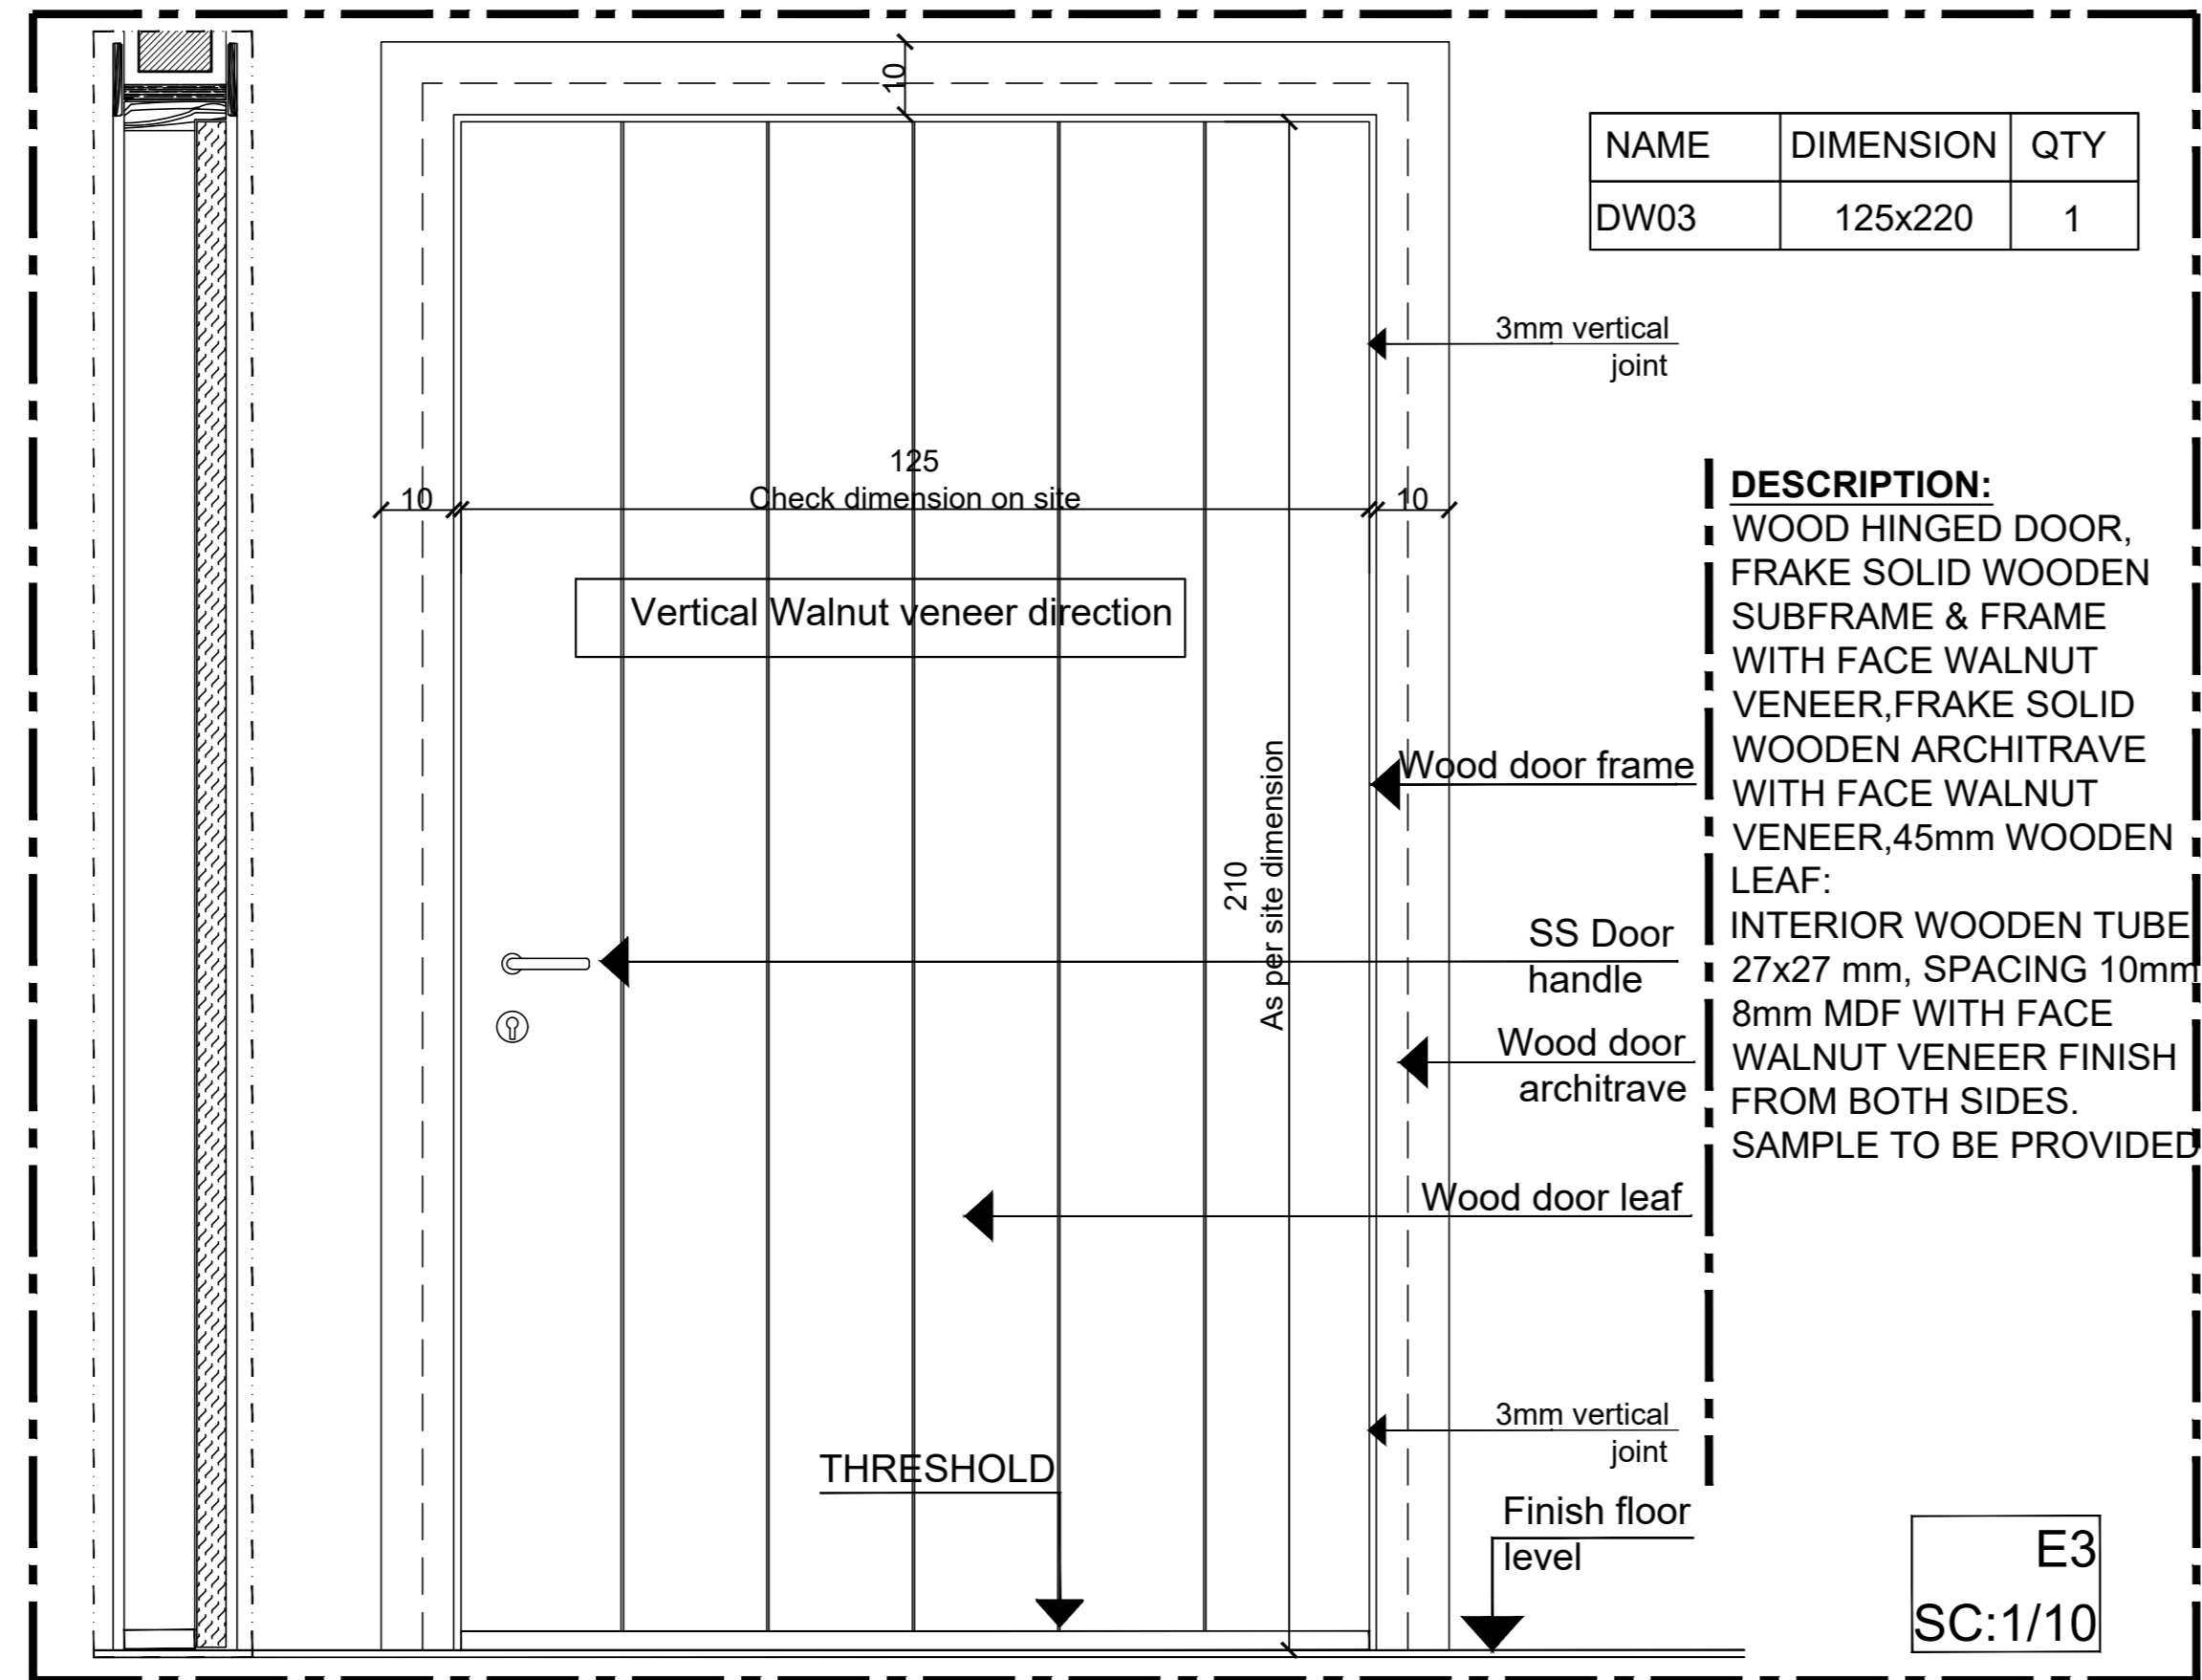 10
NAME DIMENSION QTY
DW03 125x220 1
3mm vertical
joint
125
10 Check dimension on site 10
Vertical Walnut veneer direction
210
As per site dimension
Wood door frame
SS Door
handle
Wood door
architrave
Wood door leaf
3mm vertical
joint
THRESHOLD
Finish floor
level
DESCRIPTION:
WOOD HINGED DOOR,
FRAKE SOLID WOODEN
SUBFRAME & FRAME
WITH FACE WALNUT
VENEER,FRAKE SOLID
WOODEN ARCHITRAVE
WITH FACE WALNUT
VENEER,45mm WOODEN
LEAF:
INTERIOR WOODEN TUBE
27x27 mm, SPACING 10mm
8mm MDF WITH FACE
WALNUT VENEER FINISH
FROM BOTH SIDES.
SAMPLE TO BE PROVIDED
E3
SC:1/10